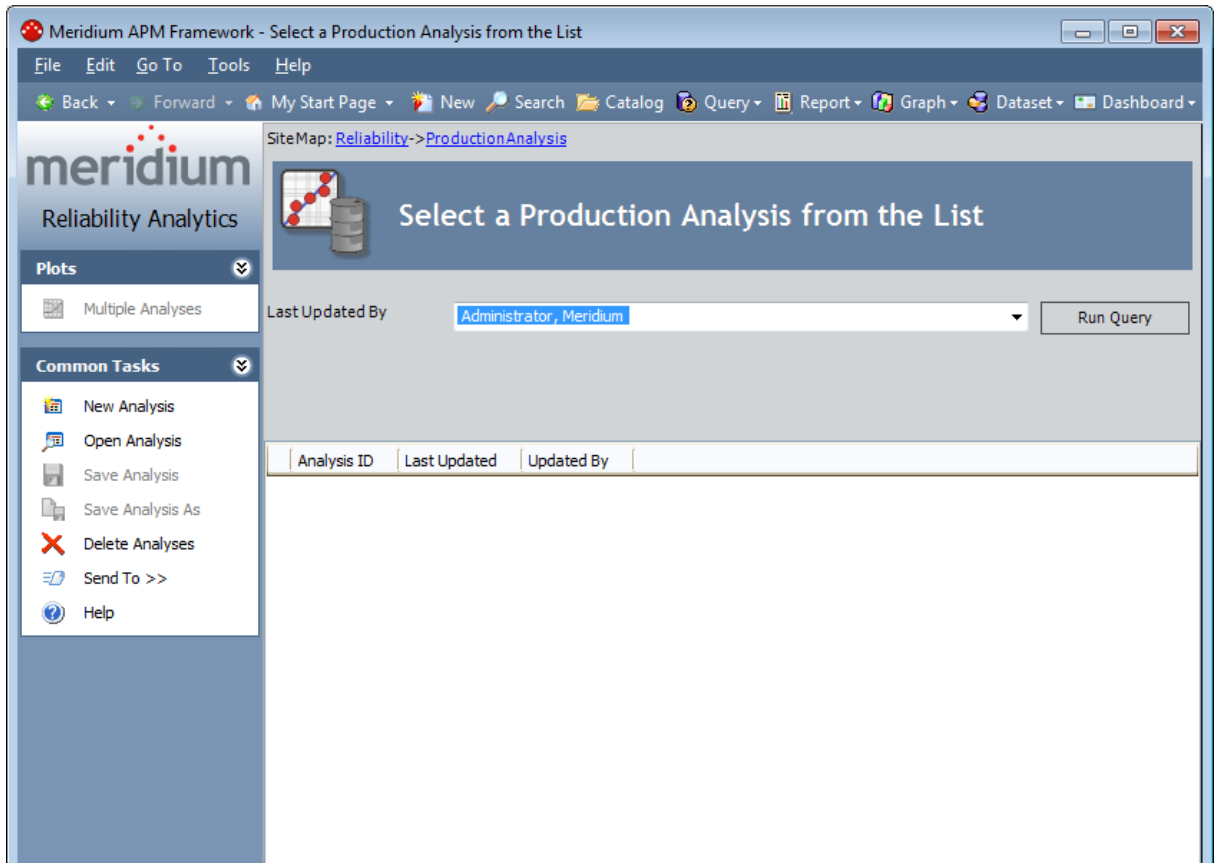 Meridium APM Framework - Select a Production Analysis from the List
File Edit Go To Tools Help
Back Forward My Start Page New Search Catalog Query Report Graph Dataset Dashboard
meridium
Reliability Analytics
Plots
Multiple Analyses
Common Tasks
New Analysis
Open Analysis
Save Analysis
Save Analysis As
Delete Analyses
Send To >>
Help
SiteMap: Reliability->ProductionAnalysis
Select a Production Analysis from the List
Last Updated By Administrator, Meridium Run Query
Analysis ID Last Updated Updated By